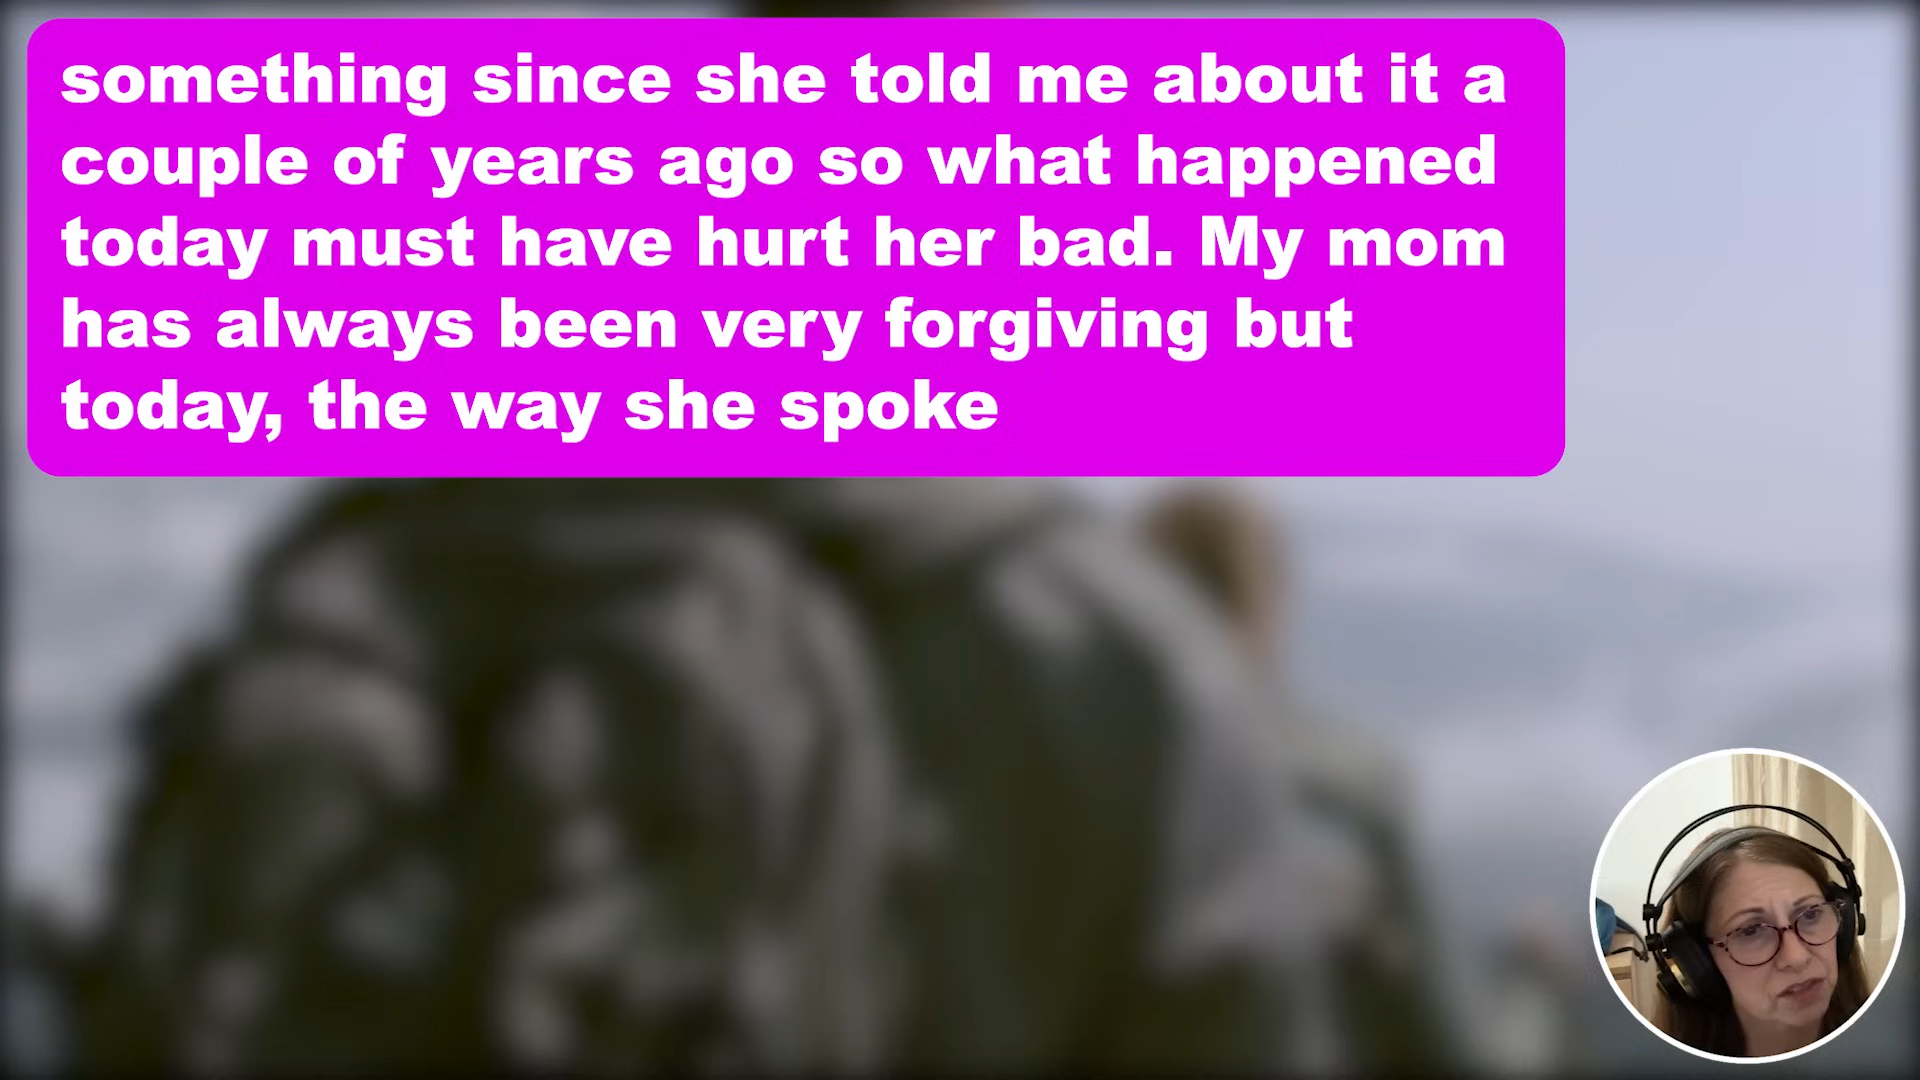 something since she told me about it a
couple of years ago so what happened
today must have hurt her bad. My mom
has always been very forgiving but
today, the way she spoke